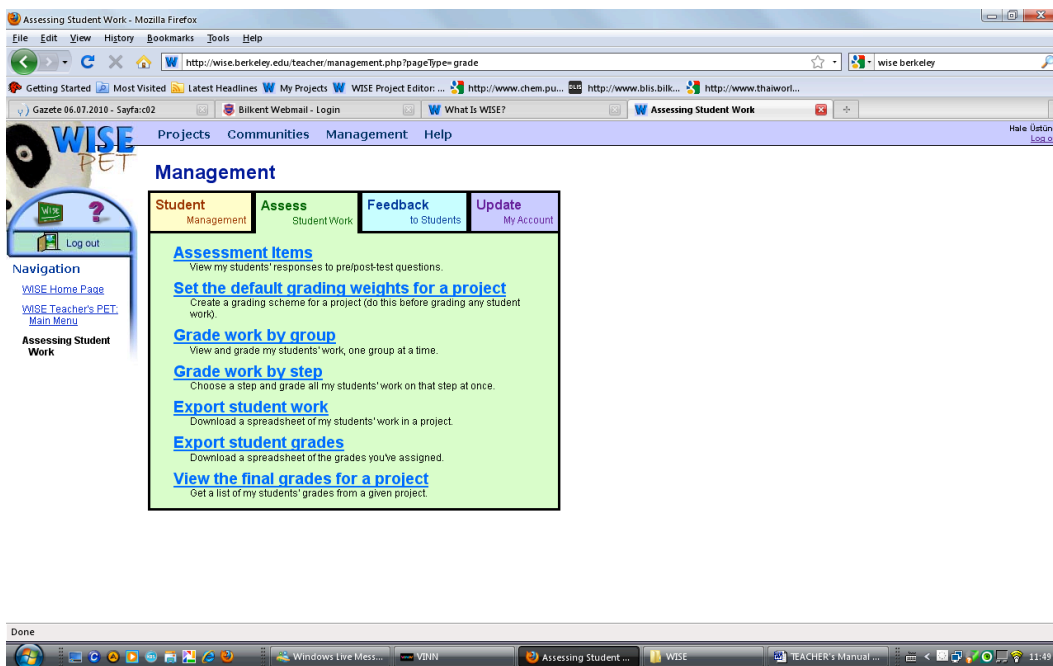 Assessing Student Work - Mozilla Firefox
File Edit View History Bookmarks Tools Help
http://wise.berkeley.edu/teacher/management.php?pageType=grade
wise berkeley
Getting Started Most Visited Latest Headlines My Projects WISE Project Editor: ... http://www.chem.pu... http://www.blis.bilk... http://www.thaiworl...
Gazete 06.07.2010 - Sayfa:c02 Bilkent Webmail - Login What Is WISE? Assessing Student Work
WISE
PET
Projects Communities Management Help
Hale Üstün
Log o
Management
Student
Management
Assess
Student Work
Feedback
to Students
Update
My Account
WISE
?
Log out
Navigation
WISE Home Page
WISE Teacher's PET:
Main Menu
Assessing Student
Work
Assessment Items
View my students' responses to pre/post-test questions.
Set the default grading weights for a project
Create a grading scheme for a project (do this before grading any student
work).
Grade work by group
View and grade my students' work, one group at a time.
Grade work by step
Choose a step and grade all my students' work on that step at once.
Export student work
Download a spreadsheet of my students' work in a project.
Export student grades
Download a spreadsheet of the grades you've assigned.
View the final grades for a project
Get a list of my students' grades from a given project.
Done
Windows Live Mess... VINN Assessing Student ... WISE TEACHER's Manual ... 11:49